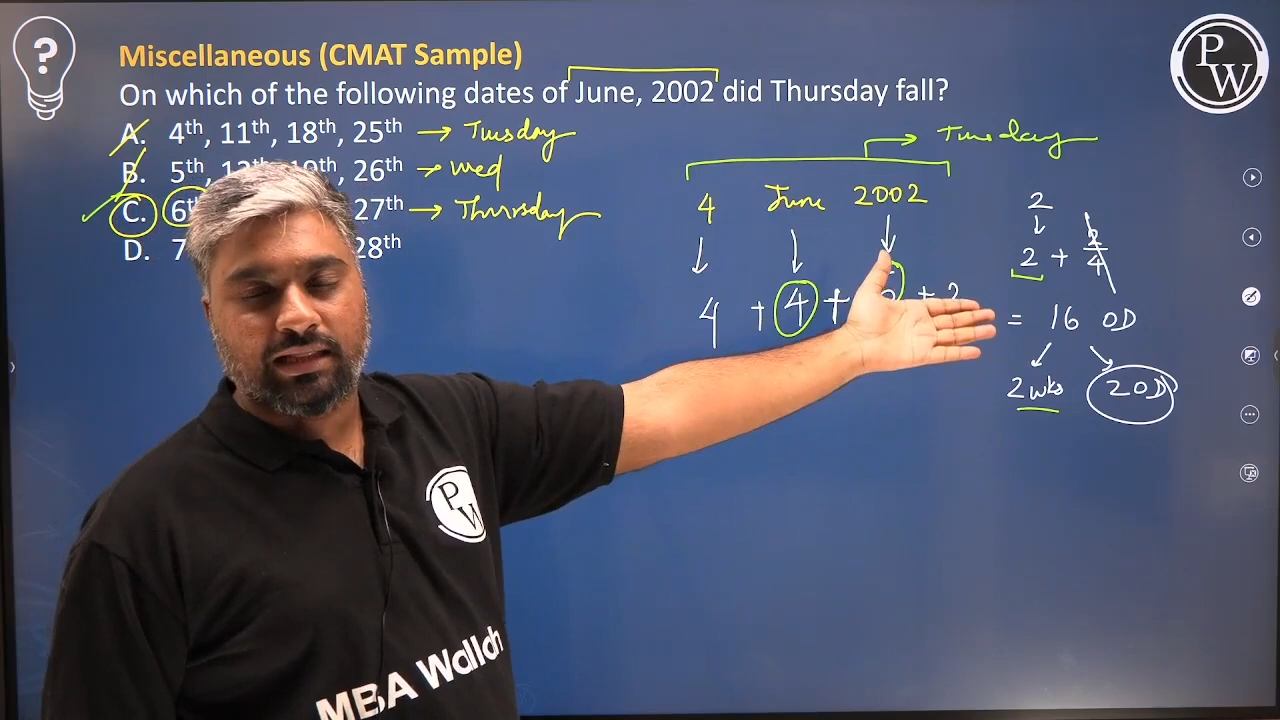 ?
Miscellaneous (CMAT Sample)
PW
On which of the following dates of June, 2002 did Thursday fall?
A. 4th, 11th, 18th, 25th → Tuesday
→ Tuesday
B. 5th, 26th → Wed
C. 6th 27th → Thursday
4 June 2002
2
D. 7 28th
2 + 2/4
4 + 4 + + 2
= 16 OD
2 wks 2 OD
PW
MBA Wallah